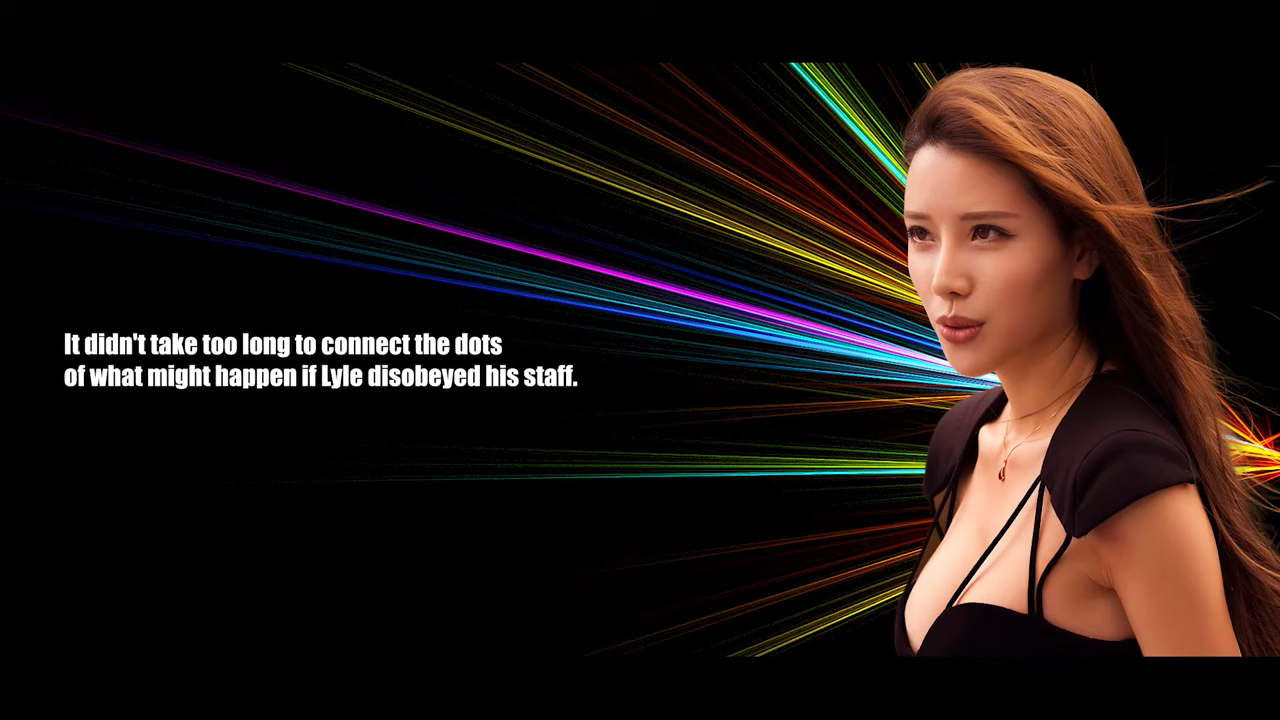 It didn't take too long to connect the dots
of what might happen if Lyle disobeyed his staff.